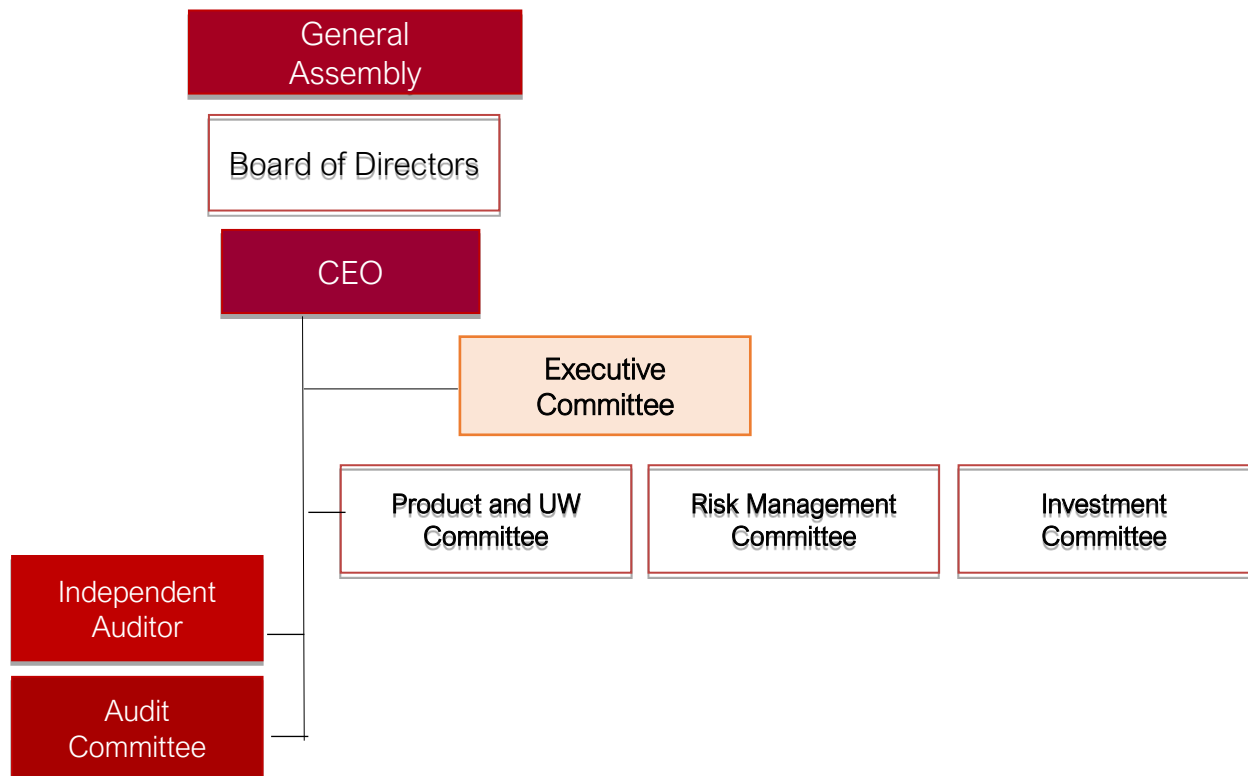 General
Assembly
Board of Directors
CEO
Executive
Committee
Product and UW
Committee
Risk Management
Committee
Investment
Committee
Independent
Auditor
Audit
Committee